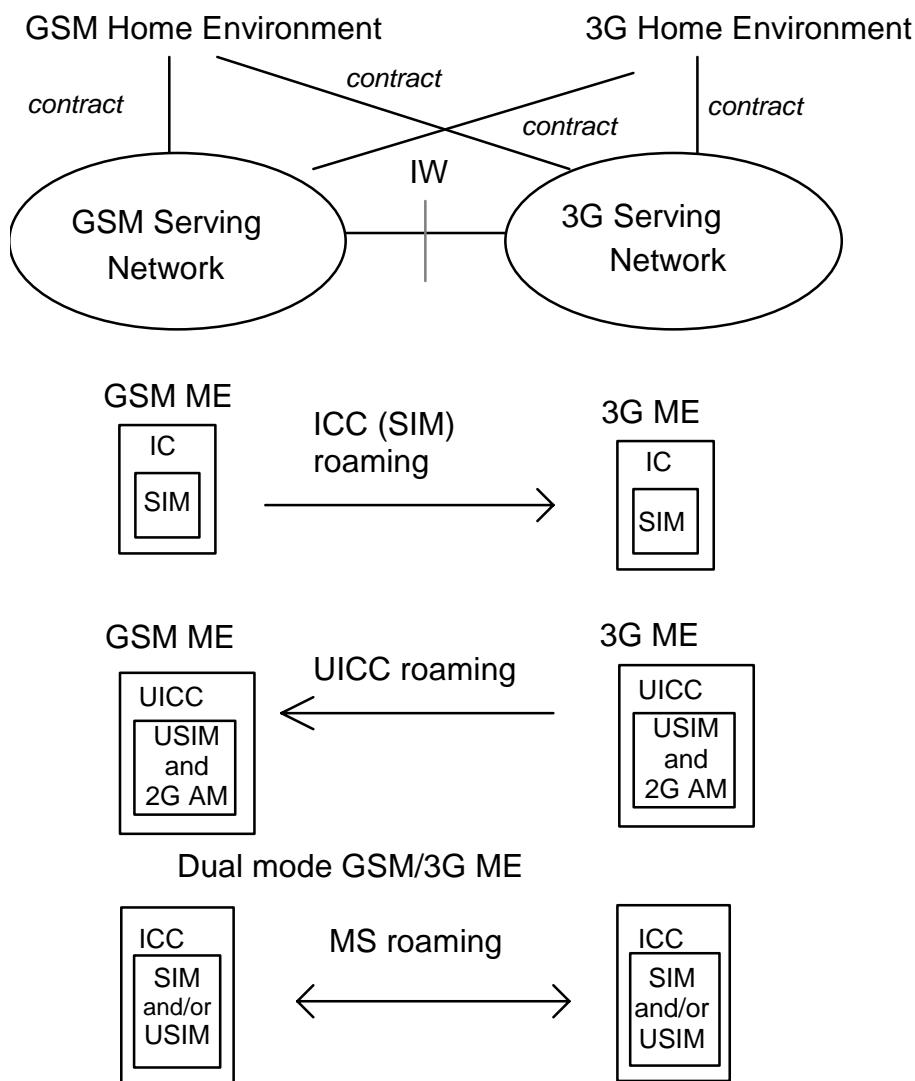 GSM Home Environment
3G Home Environment
contract
contract
contract
contract
IW
GSM Serving
Network
3G Serving
Network
GSM ME
IC
SIM
ICC (SIM)
roaming
3G ME
IC
SIM
GSM ME
UICC
USIM
and
2G AM
UICC roaming
3G ME
UICC
USIM
and
2G AM
Dual mode GSM/3G ME
ICC
SIM
and/or
USIM
MS roaming
ICC
SIM
and/or
USIM